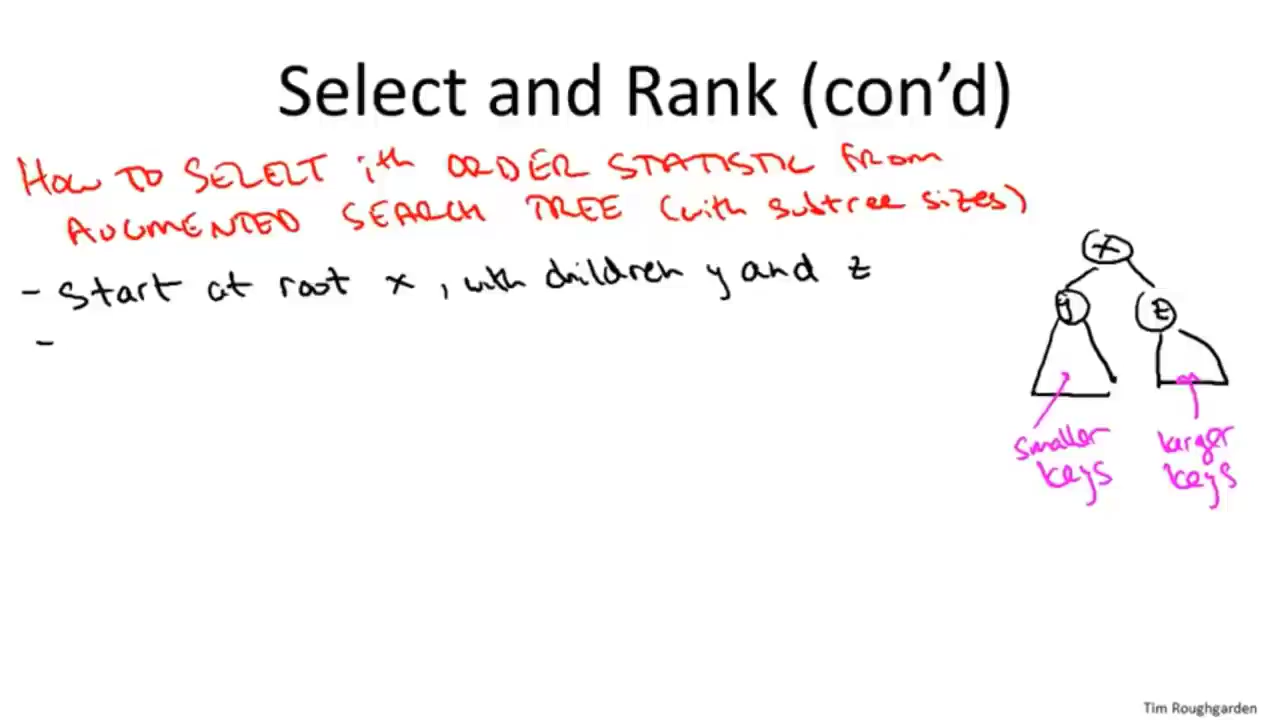 Select and Rank (con’d)
HOW TO SELECT ith ORDER STATISTIC FROM
AUGMENTED SEARCH TREE (with subtree sizes)
- Start at root x, with children y and z
-
x
y z
smaller larger
keys keys
Tim Roughgarden